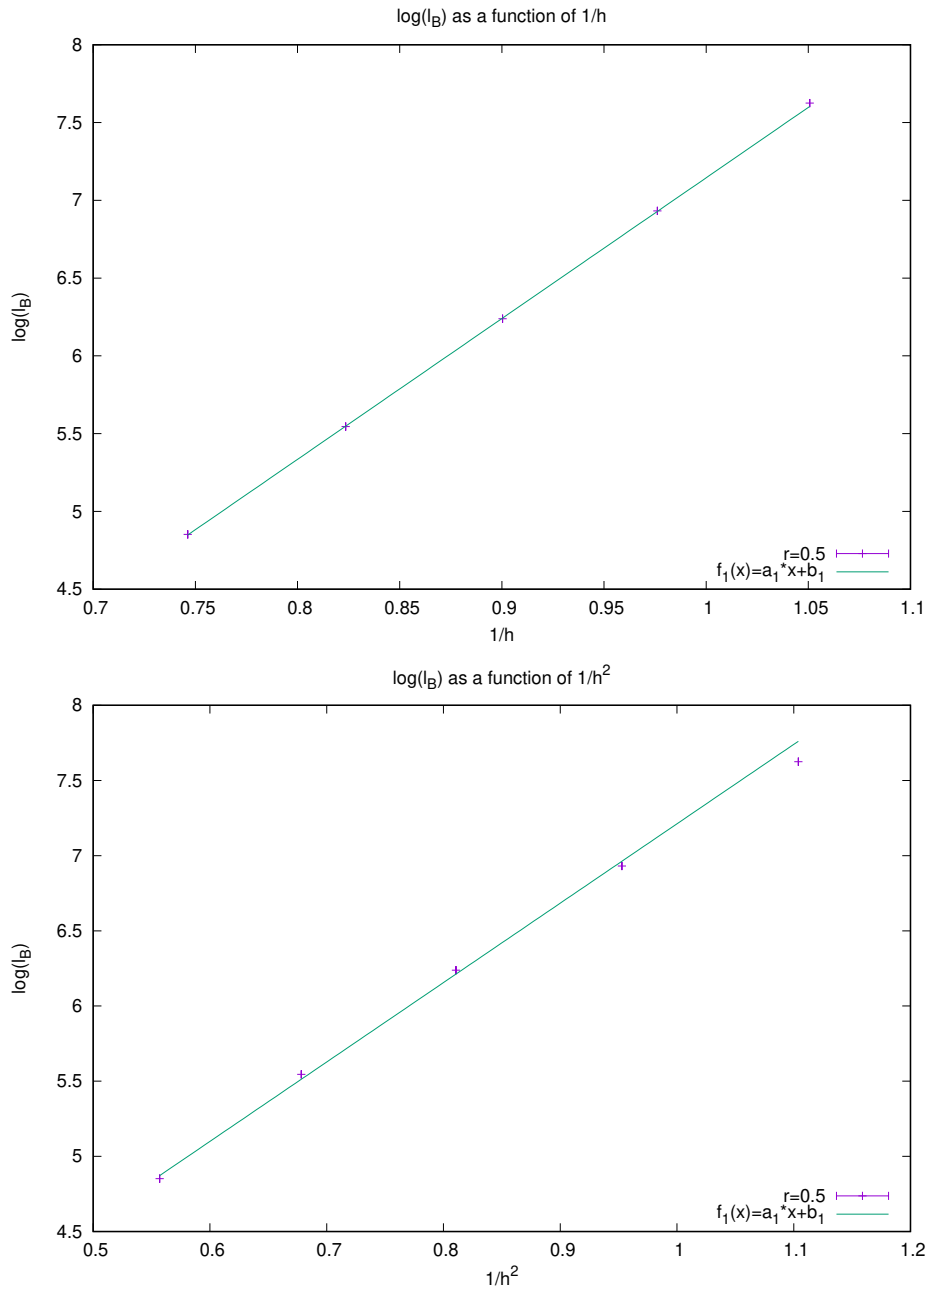 log(l_B) as a function of 1/h
8
7.5
7
6.5
6
5.5
5
4.5
log(l_B)
0.7 0.75 0.8 0.85 0.9 0.95 1 1.05 1.1
1/h
r=0.5
f_1(x)=a_1*x+b_1
log(l_B) as a function of 1/h^2
8
7.5
7
6.5
6
5.5
5
4.5
log(l_B)
0.5 0.6 0.7 0.8 0.9 1 1.1 1.2
1/h^2
r=0.5
f_1(x)=a_1*x+b_1